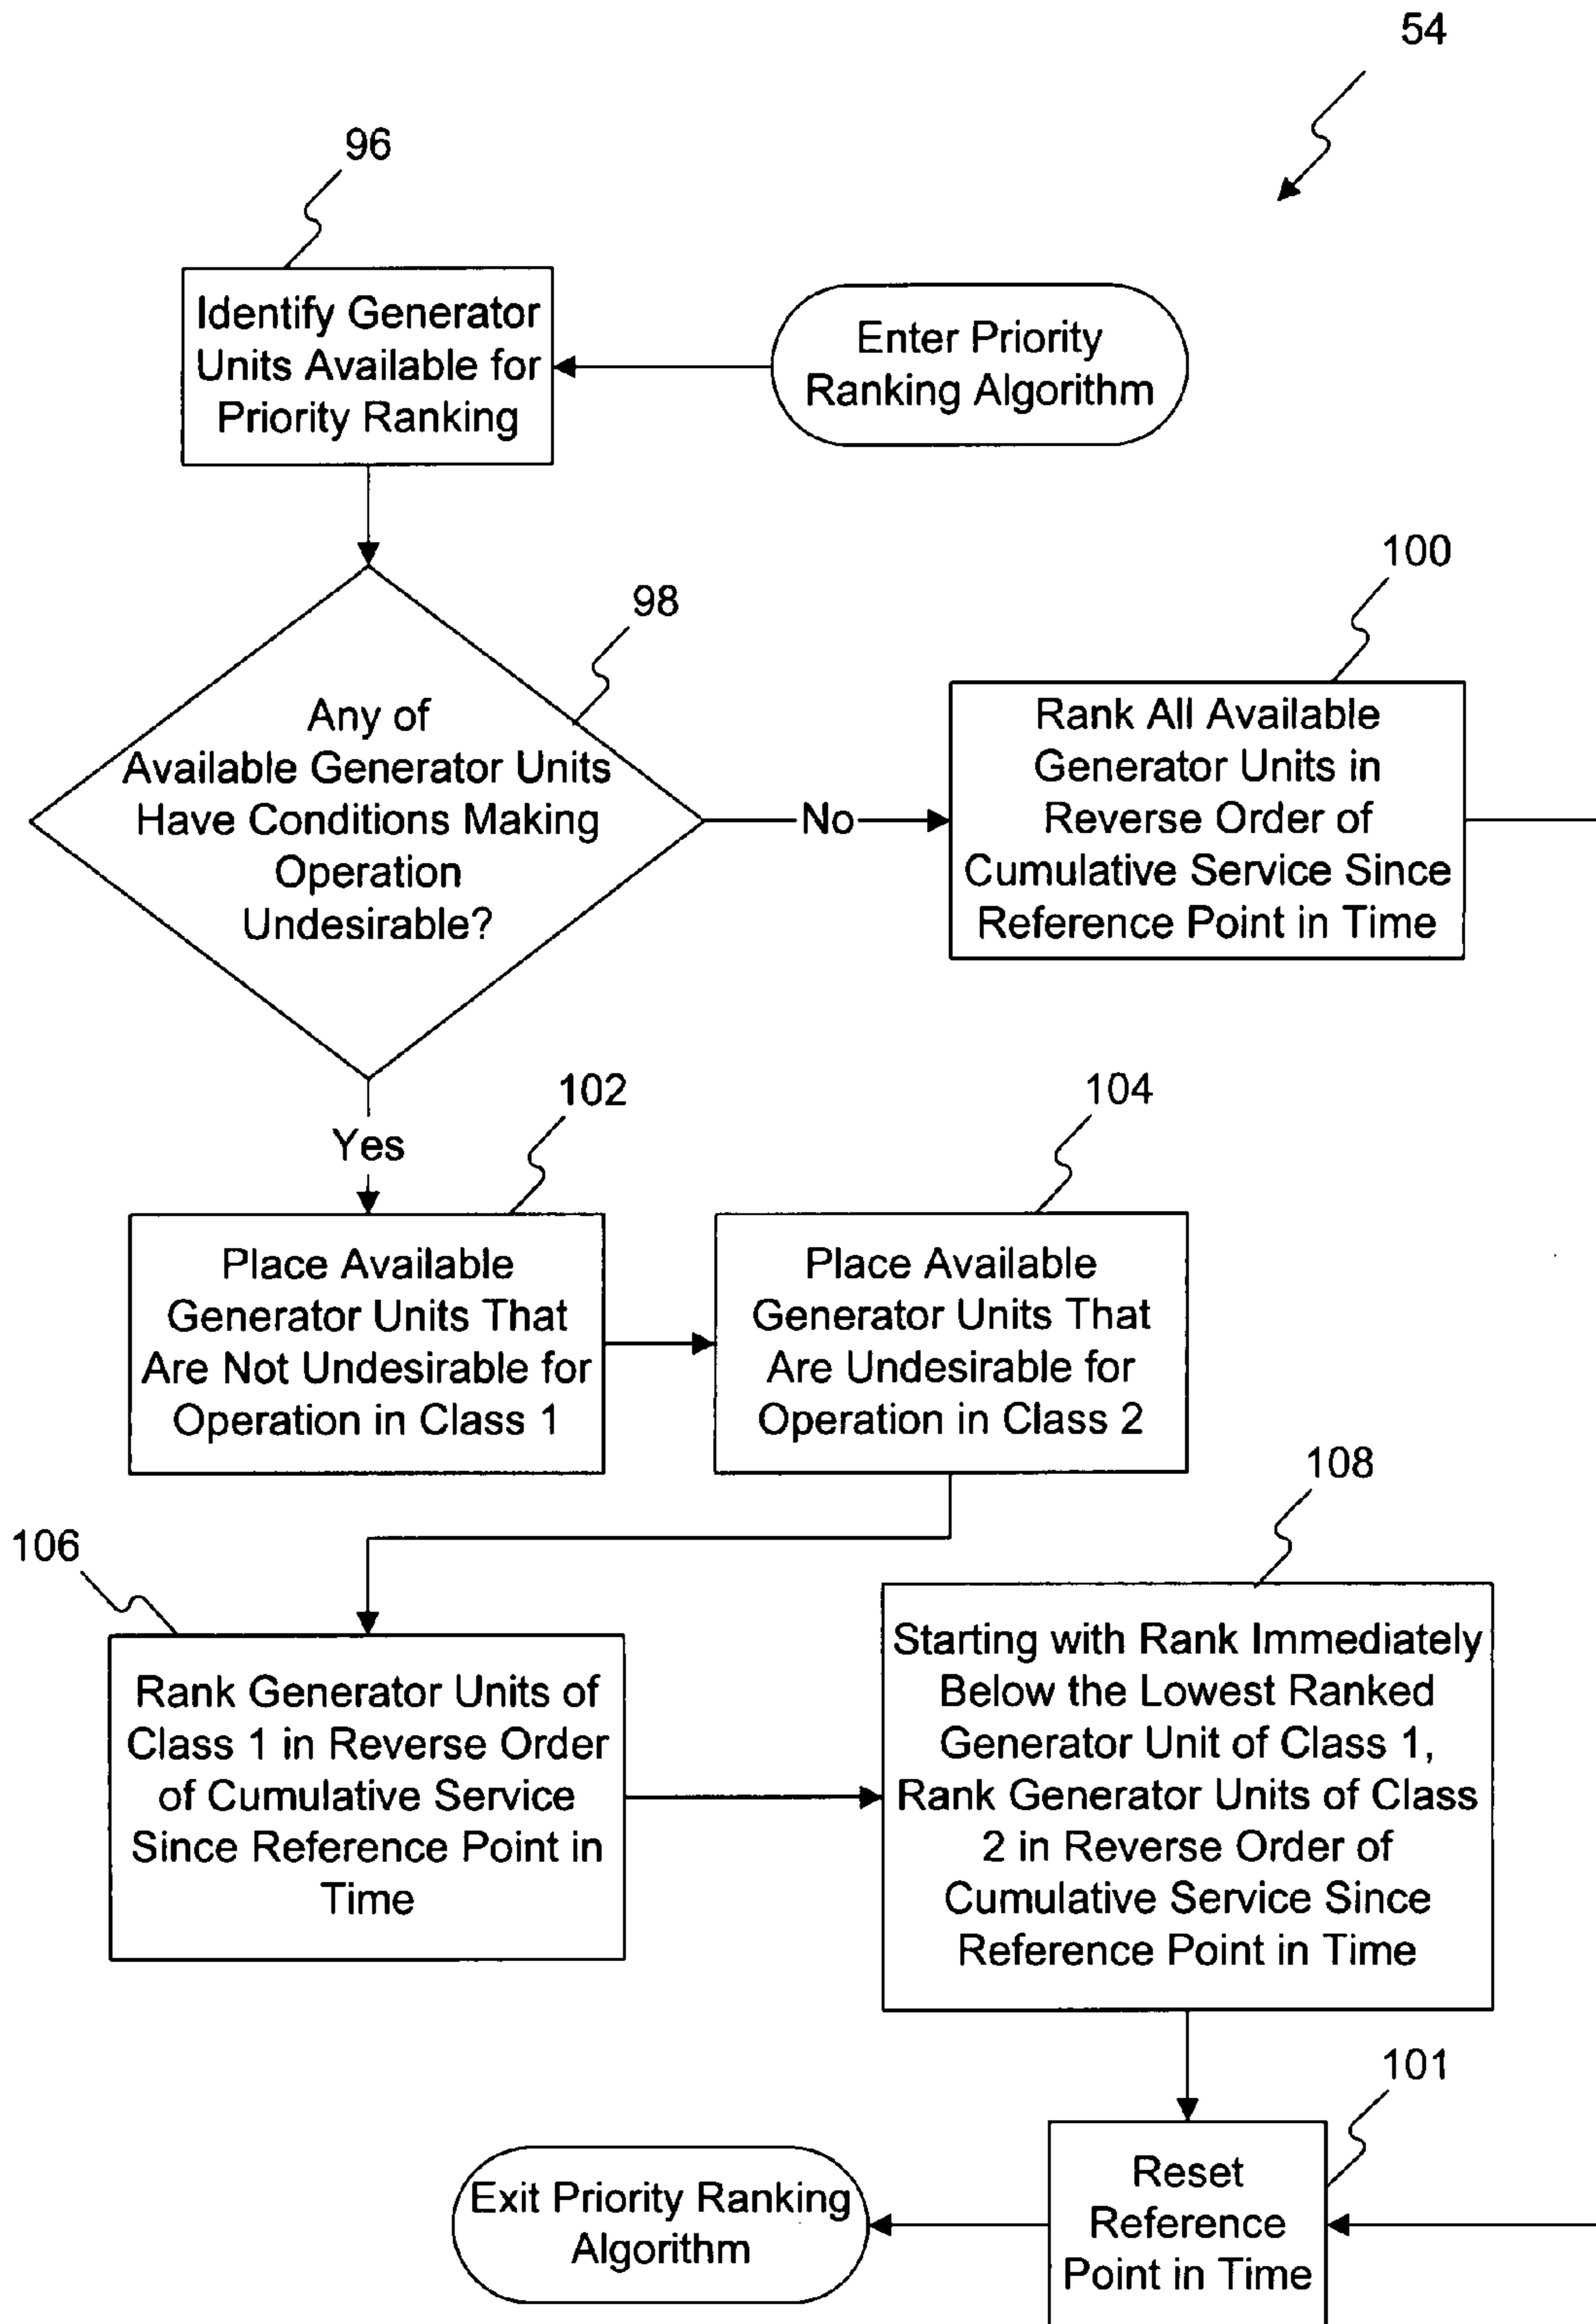 54
96
Identify Generator
Units Available for
Priority Ranking
Enter Priority
Ranking Algorithm
98
Any of
Available Generator Units
Have Conditions Making
Operation
Undesirable?
No
100
Rank All Available
Generator Units in
Reverse Order of
Cumulative Service Since
Reference Point in Time
Yes
102
Place Available
Generator Units That
Are Not Undesirable for
Operation in Class 1
104
Place Available
Generator Units That
Are Undesirable for
Operation in Class 2
106
Rank Generator Units of
Class 1 in Reverse Order
of Cumulative Service
Since Reference Point in
Time
108
Starting with Rank Immediately
Below the Lowest Ranked
Generator Unit of Class 1,
Rank Generator Units of Class
2 in Reverse Order of
Cumulative Service Since
Reference Point in Time
101
Reset
Reference
Point in Time
Exit Priority Ranking
Algorithm